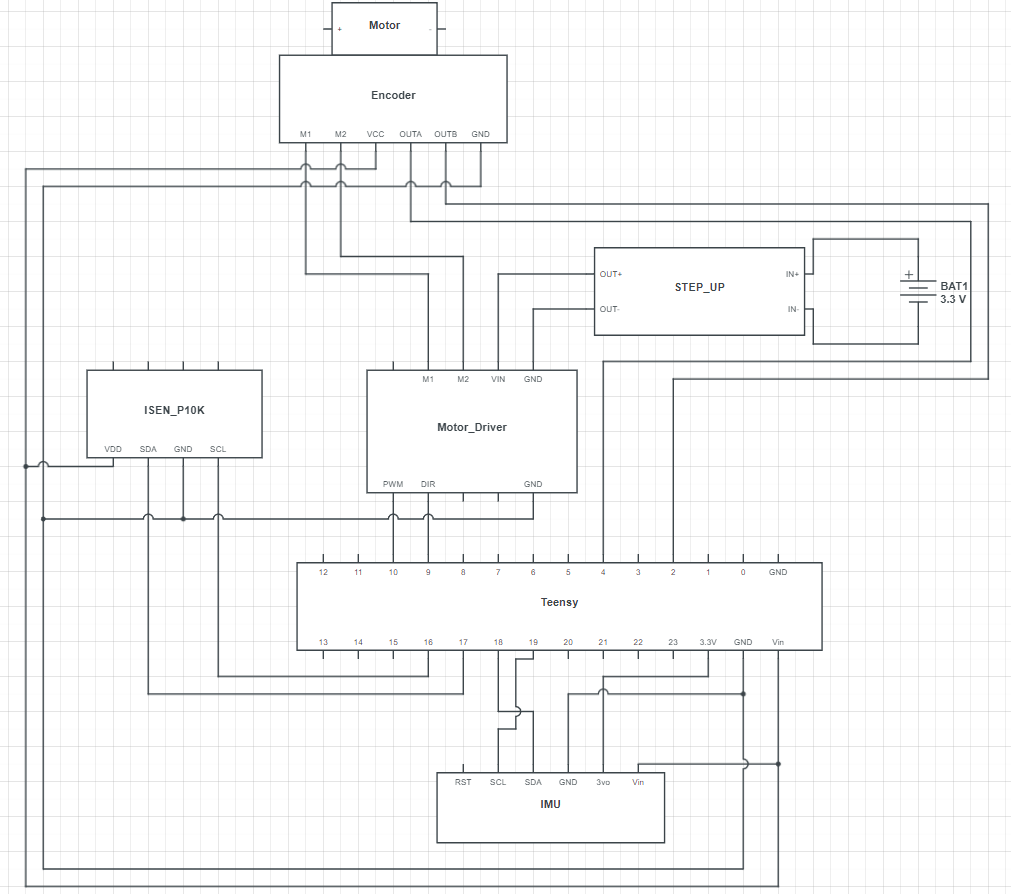 + Motor -
Encoder
M1 M2 VCC OUTA OUTB GND
OUT+ STEP_UP IN+
OUT- IN-
+ BAT1
3.3 V
ISEN_P10K
VDD SDA GND SCL
M1 M2 VIN GND
Motor_Driver
PWM DIR GND
12 11 10 9 8 7 6 5 4 3 2 1 0 GND
Teensy
13 14 15 16 17 18 19 20 21 22 23 3.3V GND Vin
RST SCL SDA GND 3vo Vin
IMU